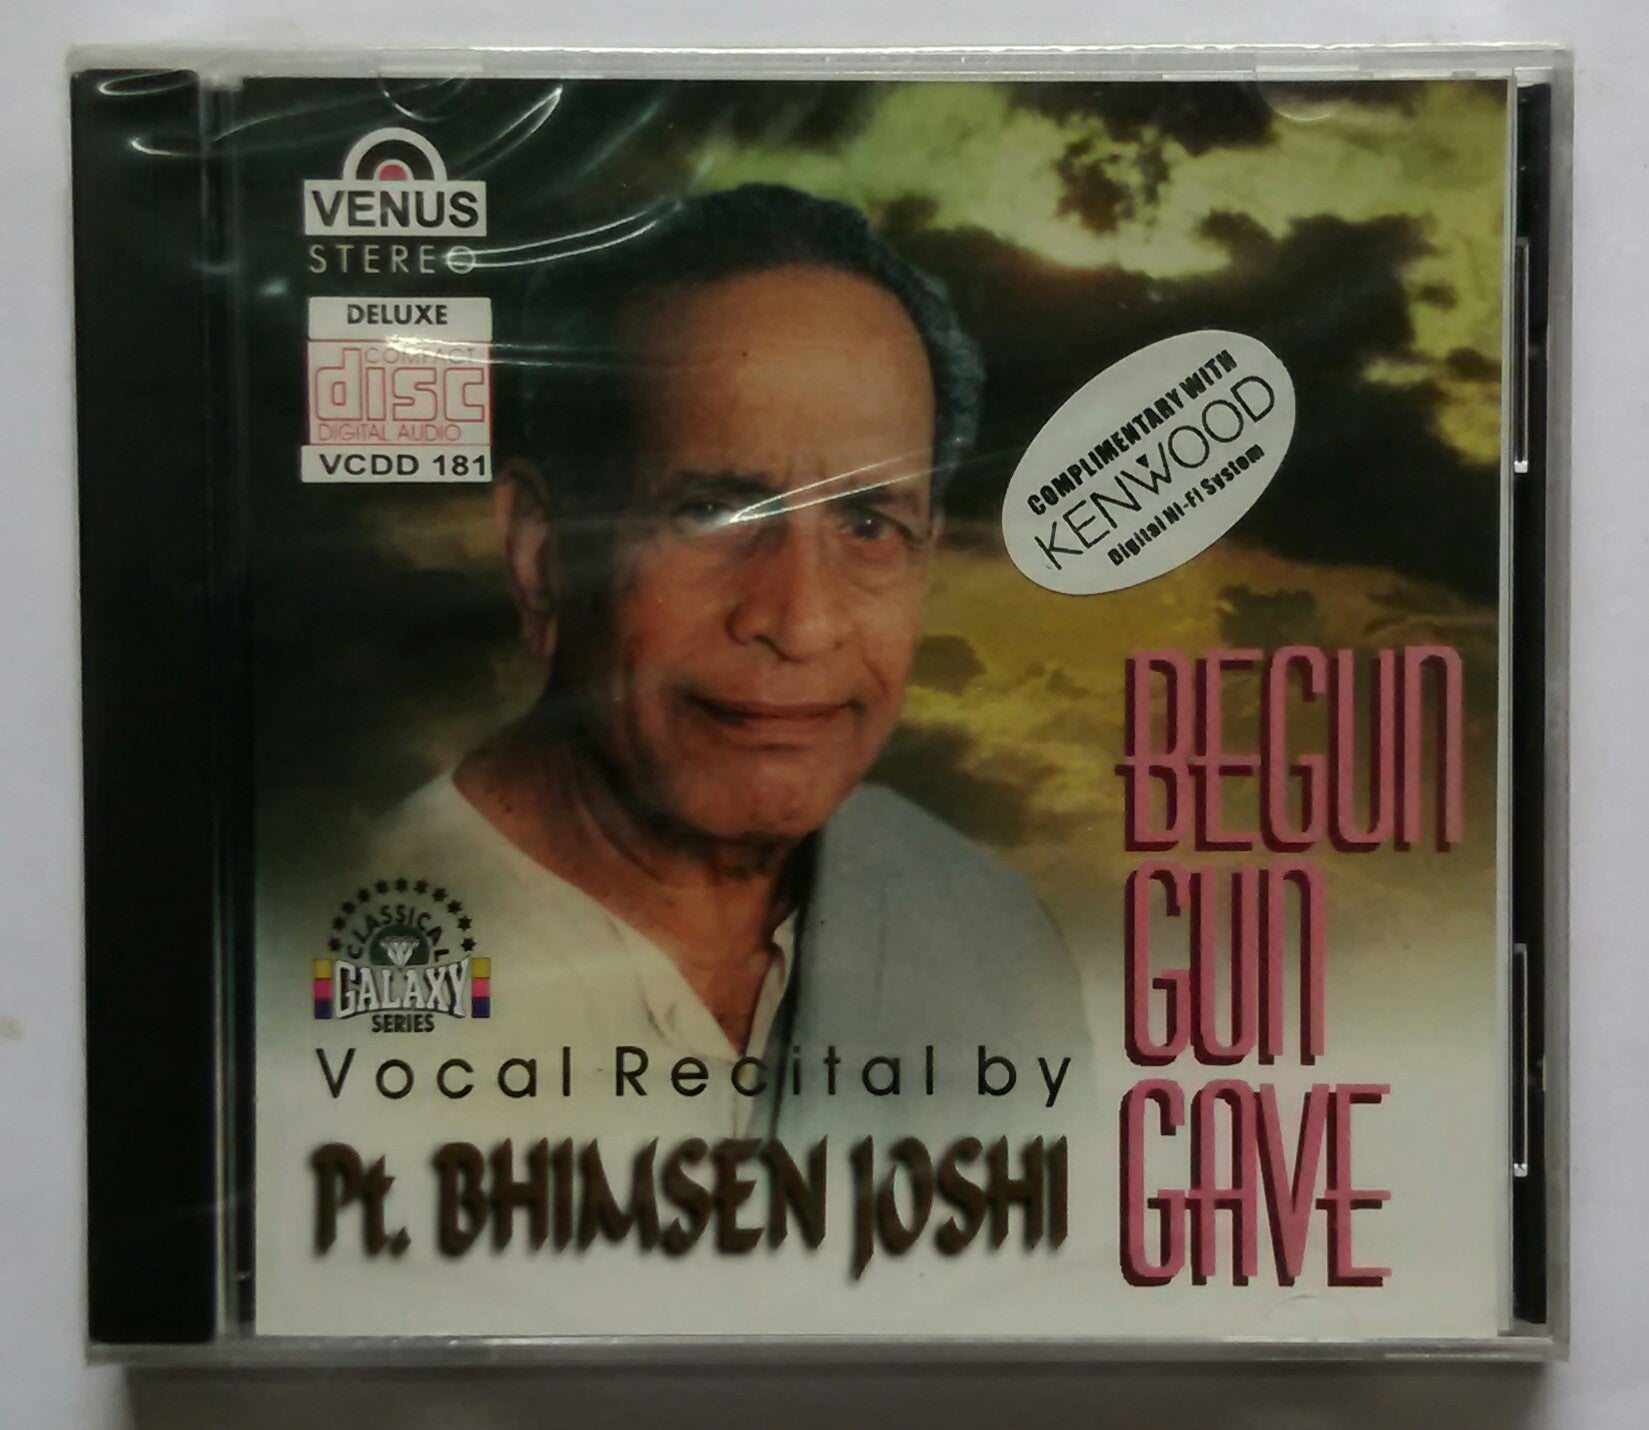 VENUS
STEREO
DELUXE
COMPACT
disc
DIGITAL AUDIO
VCDD 181
COMPLIMENTARY WITH
KENWOOD
Digital Hi-Fi System
BEGUN
GUN
GAVE
CLASSICAL
GALAXY
SERIES
Vocal Recital by
Pt. BHIMSEN JOSHI